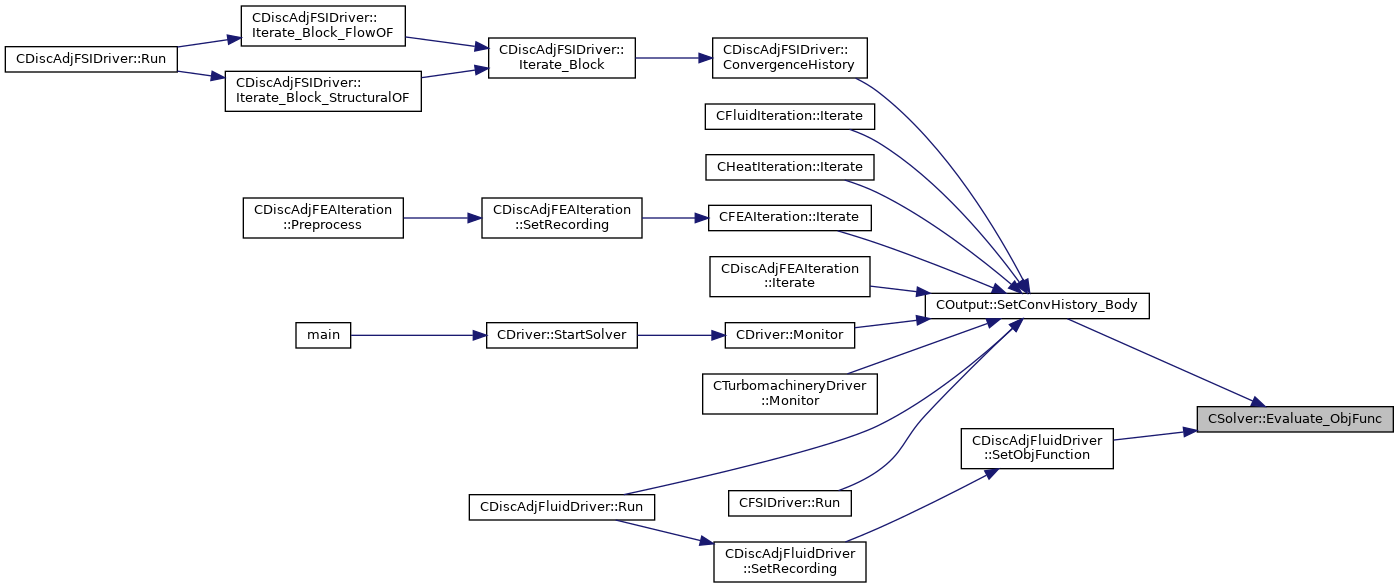 CDiscAdjFSIDriver::Run
CDiscAdjFSIDriver::
Iterate_Block_FlowOF
CDiscAdjFSIDriver::
Iterate_Block_StructuralOF
CDiscAdjFSIDriver::
Iterate_Block
CDiscAdjFSIDriver::
ConvergenceHistory
CFluidIteration::Iterate
CHeatIteration::Iterate
CDiscAdjFEAIteration
::Preprocess
CDiscAdjFEAIteration
::SetRecording
CFEAIteration::Iterate
CDiscAdjFEAIteration
::Iterate
COutput::SetConvHistory_Body
main
CDriver::StartSolver
CDriver::Monitor
CTurbomachineryDriver
::Monitor
CSolver::Evaluate_ObjFunc
CDiscAdjFluidDriver
::SetObjFunction
CDiscAdjFluidDriver::Run
CFSIDriver::Run
CDiscAdjFluidDriver
::SetRecording